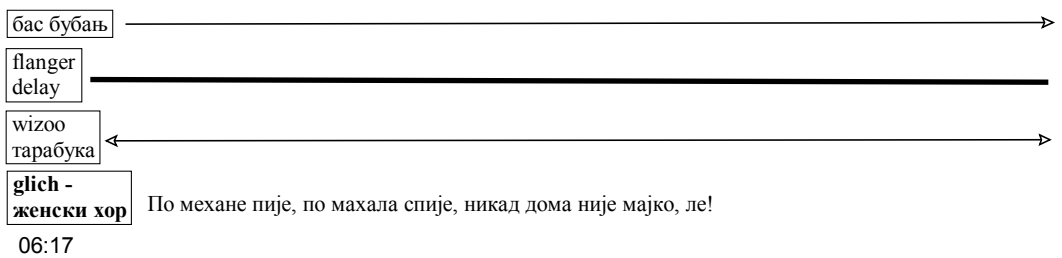 бас бубањ
flanger
delay
wizoo
тарабука
glich -
женски хор
По механе пије, по махала спије, никад дома није мајко, ле!
06:17